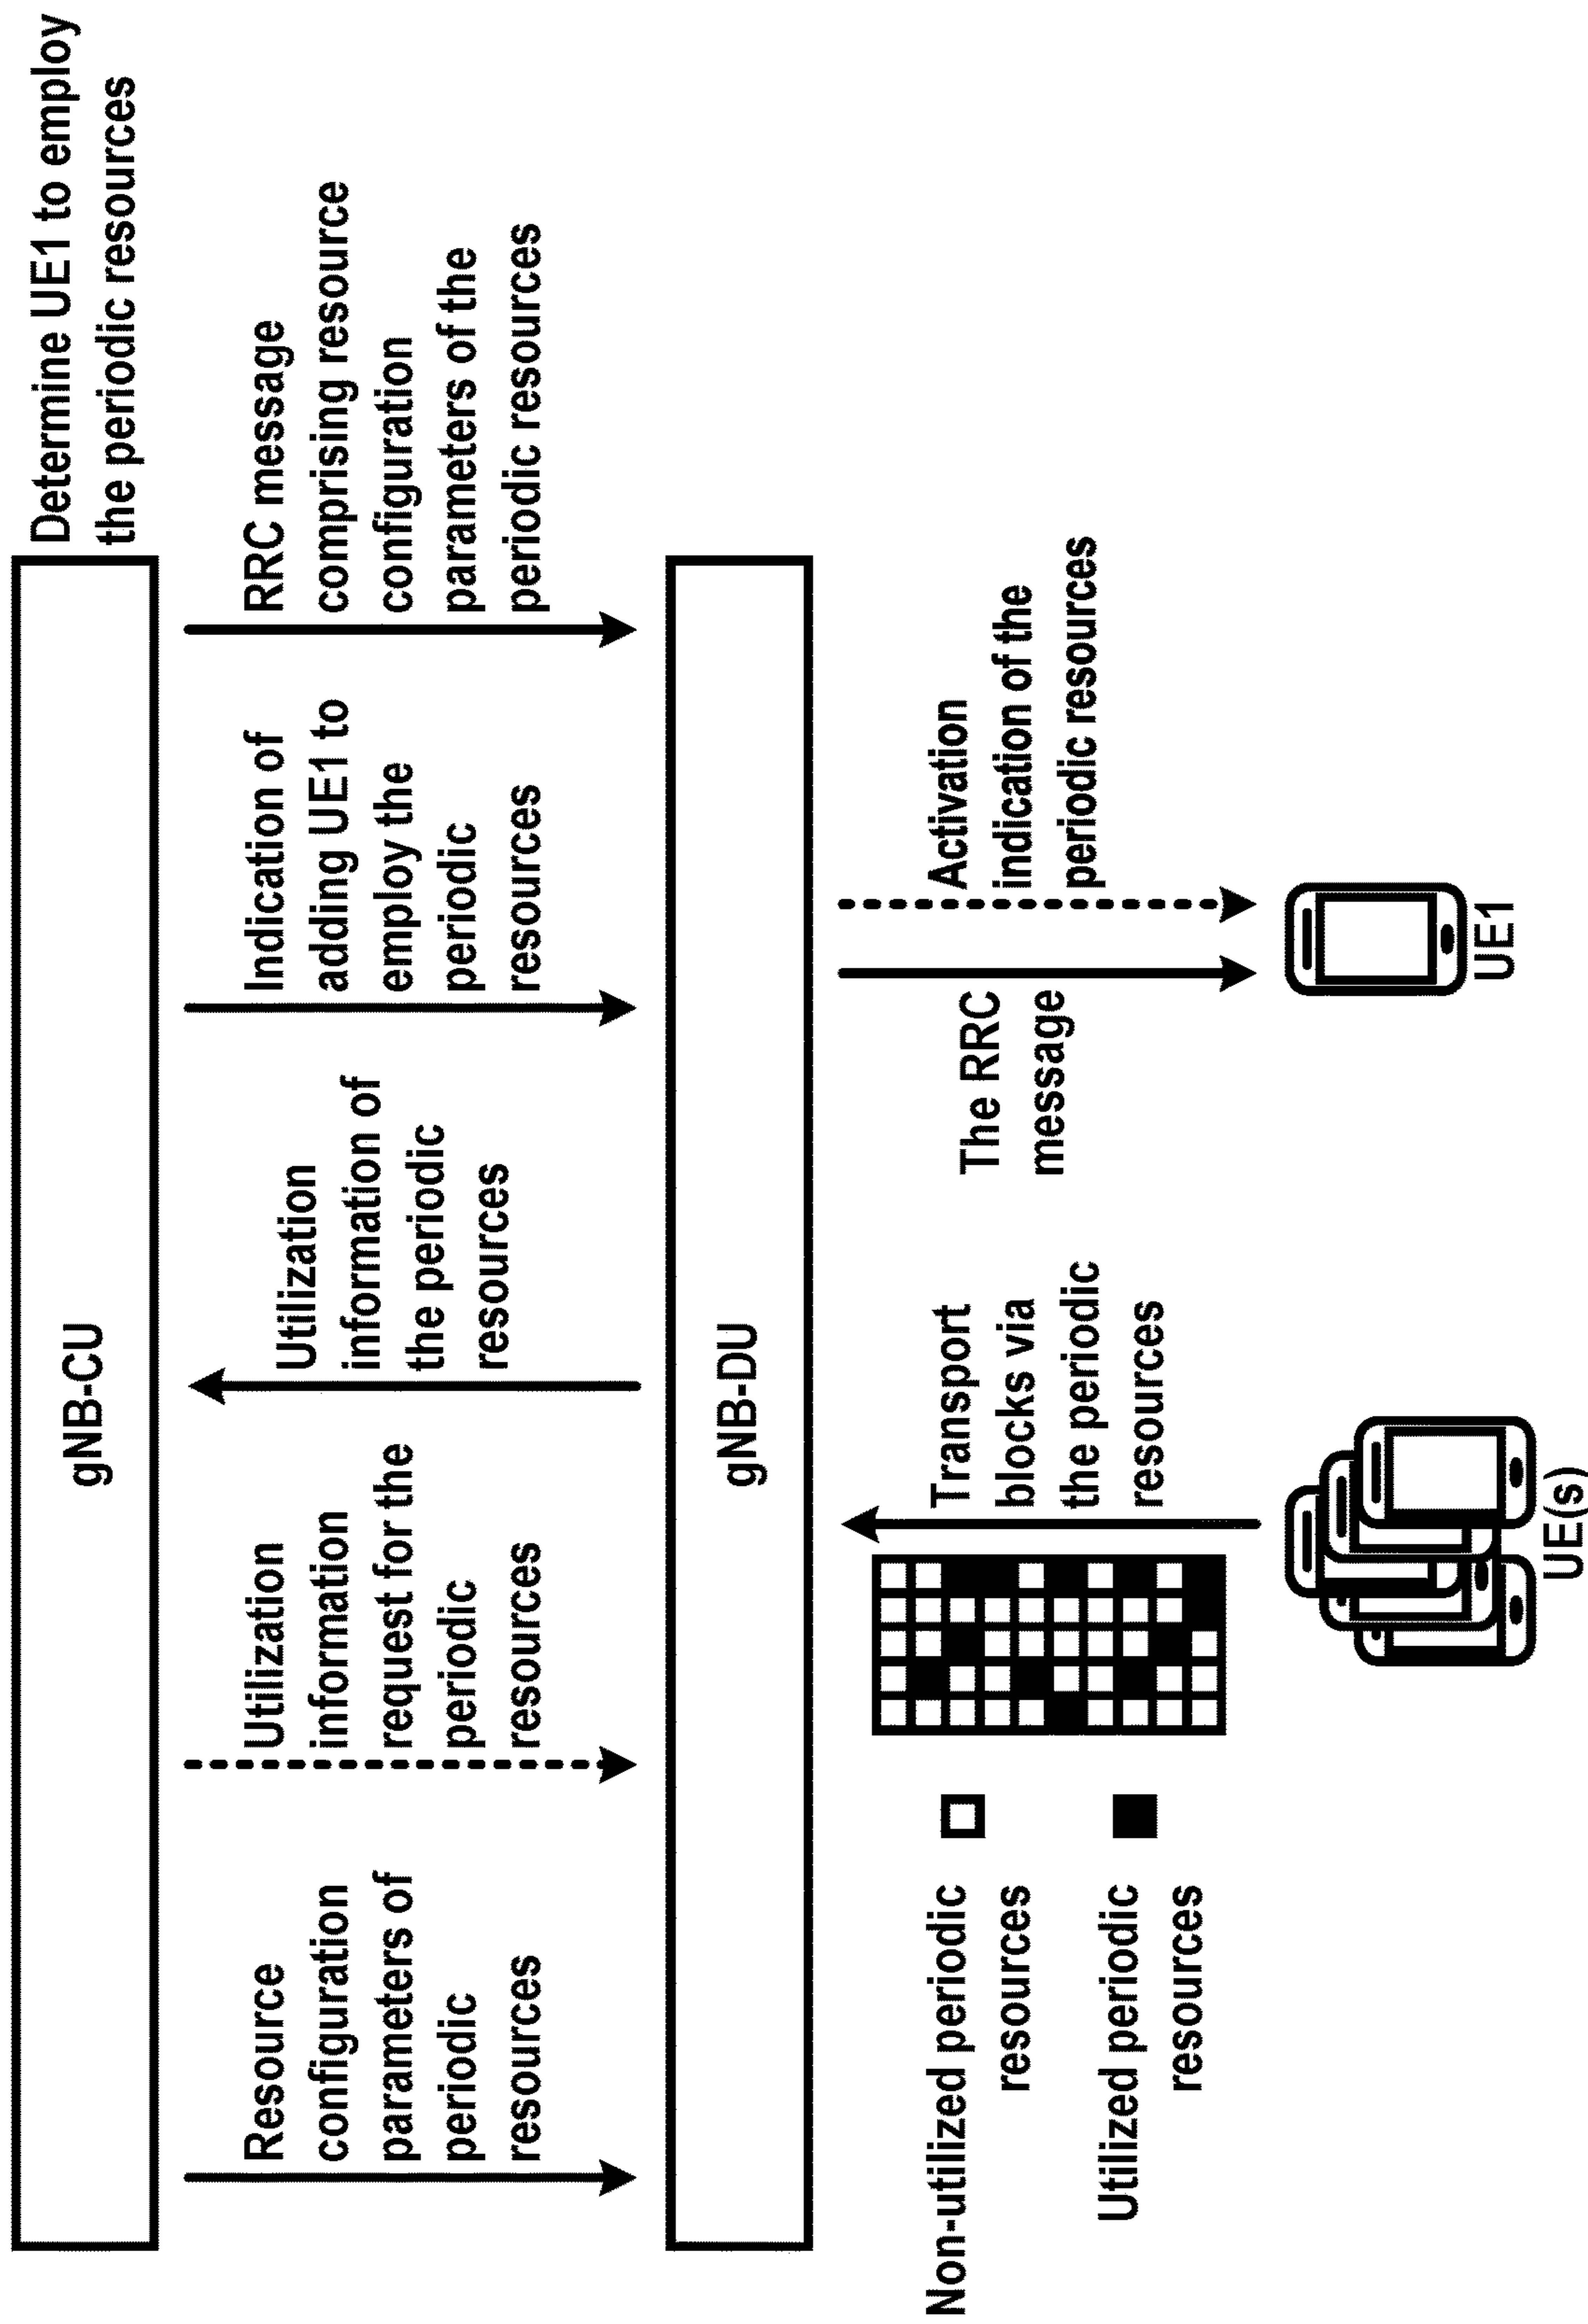 gNB-CU
Determine UE1 to employ
the periodic resources
Resource
configuration
parameters of
periodic
resources
Utilization
information
request for the
periodic
resources
Utilization
information of
the periodic
resources
Indication of
adding UE1 to
employ the
periodic
resources
RRC message
comprising resource
configuration
parameters of the
periodic resources
gNB-DU
Non-utilized periodic
resources
Utilized periodic
resources
Transport
blocks via
the periodic
resources
The RRC
message
Activation
indication of the
periodic resources
UE(s)
UE1